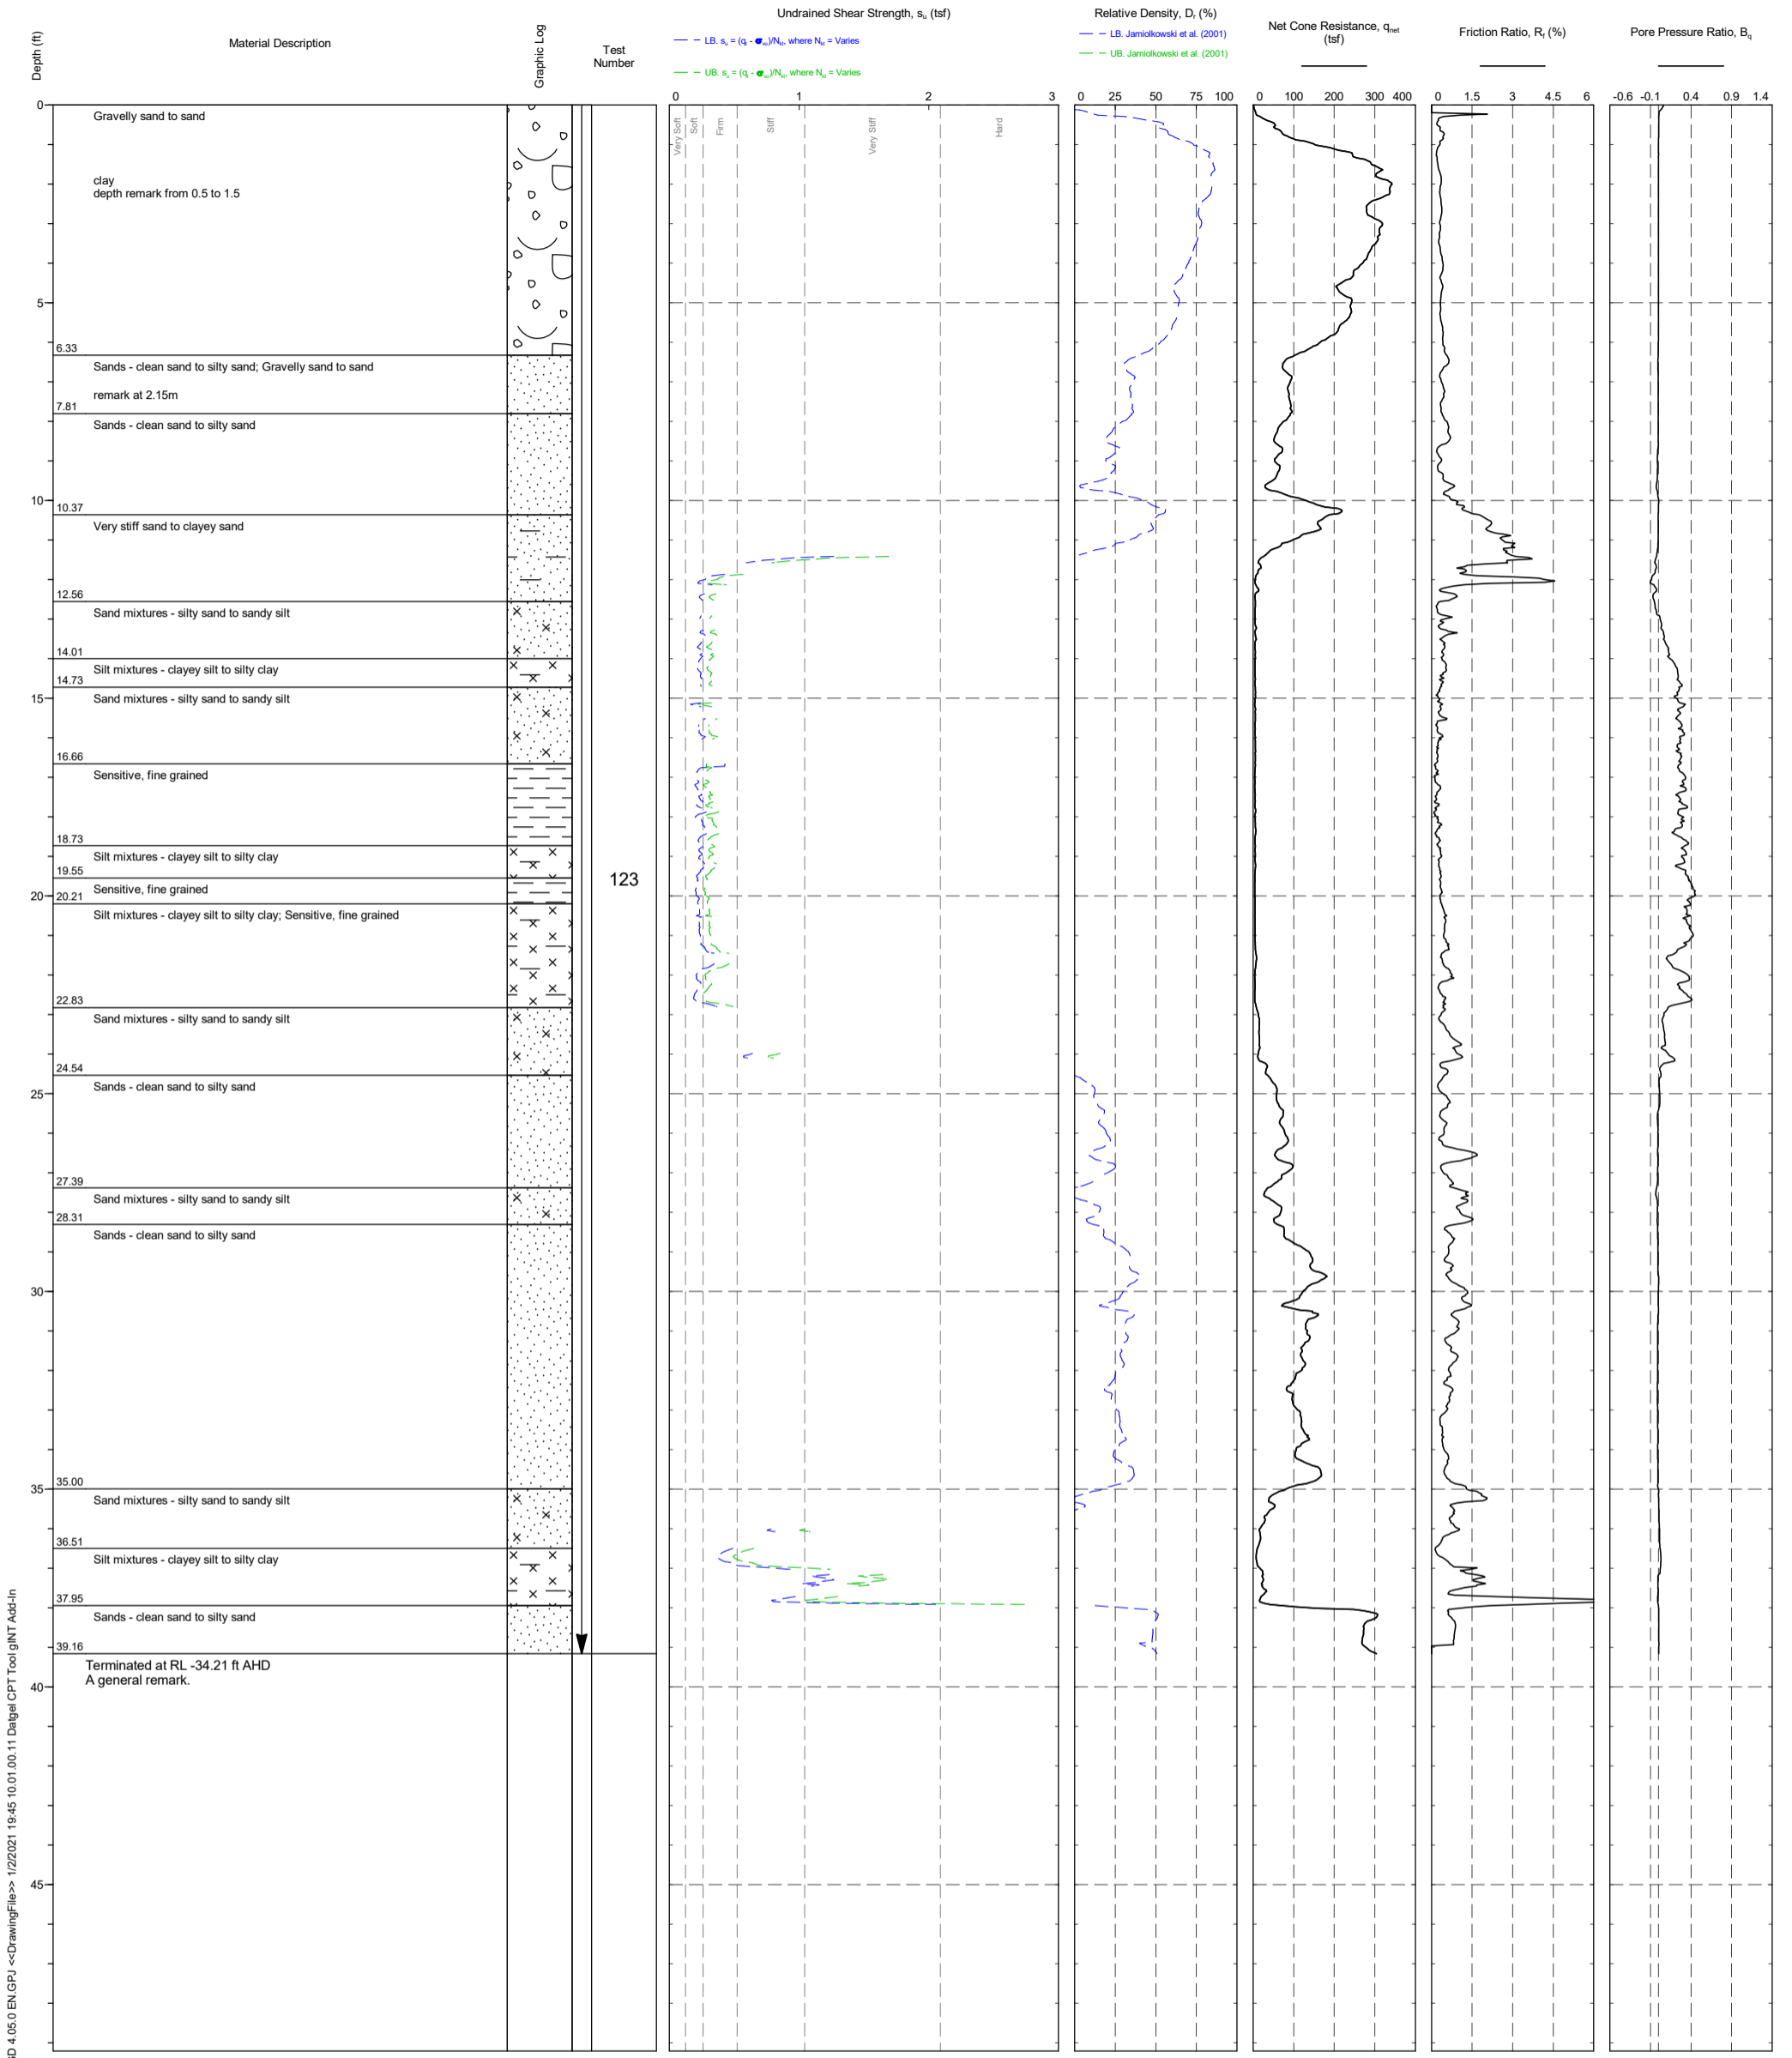 Undrained Shear Strength, su (tsf)
LB. su = (qt - σvo)/Nkt, where Nkt = Varies
UB. su = (qt - σvo)/Nkt, where Nkt = Varies
Relative Density, Dr (%)
LB. Jamiolkowski et al. (2001)
UB. Jamiolkowski et al. (2001)
Net Cone Resistance, qnet
(tsf)
Friction Ratio, Rf (%)
Pore Pressure Ratio, Bq
Depth (ft)
Material Description
Graphic Log
Test
Number
0 1 2 3
0 25 50 75 100
0 100 200 300 400
0 1.5 3 4.5 6
-0.6 -0.1 0.4 0.9 1.4
Very Soft
Soft
Firm
Stiff
Very Stiff
Hard
0
Gravelly sand to sand
clay
depth remark from 0.5 to 1.5
5
6.33
Sands - clean sand to silty sand; Gravelly sand to sand
remark at 2.15m
7.81
Sands - clean sand to silty sand
10
10.37
Very stiff sand to clayey sand
12.56
Sand mixtures - silty sand to sandy silt
14.01
Silt mixtures - clayey silt to silty clay
14.73
15
Sand mixtures - silty sand to sandy silt
16.66
Sensitive, fine grained
18.73
Silt mixtures - clayey silt to silty clay
19.55
123
Sensitive, fine grained
20
20.21
Silt mixtures - clayey silt to silty clay; Sensitive, fine grained
22.83
Sand mixtures - silty sand to sandy silt
24.54
Sands - clean sand to silty sand
25
27.39
Sand mixtures - silty sand to sandy silt
28.31
Sands - clean sand to silty sand
30
35.00
35
Sand mixtures - silty sand to sandy silt
36.51
Silt mixtures - clayey silt to silty clay
37.95
Sands - clean sand to silty sand
39.16
Terminated at RL -34.21 ft AHD
A general remark.
40
45
4.05.0 EN.GPJ <<DrawingFile>> 1/2/2021 19:45 10.01.00.11 Datgel CPT Tool gINT Add-In